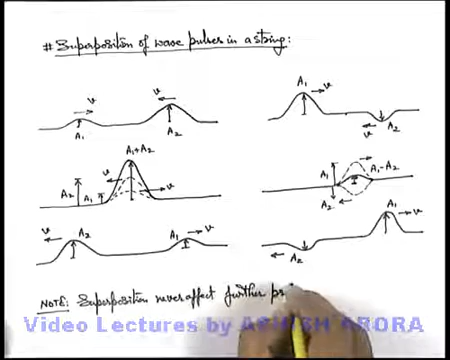 # Superposition of wave pulses in a string:
v
v
A1
A2
A1
v
v
A2
A1+A2
A2
A1
v
v
A1
A1-A2
A2
v
A2
A1
v
A2
A1
v
NOTE: Superposition never affect further pr
Video Lectures by ASHISH ARORA